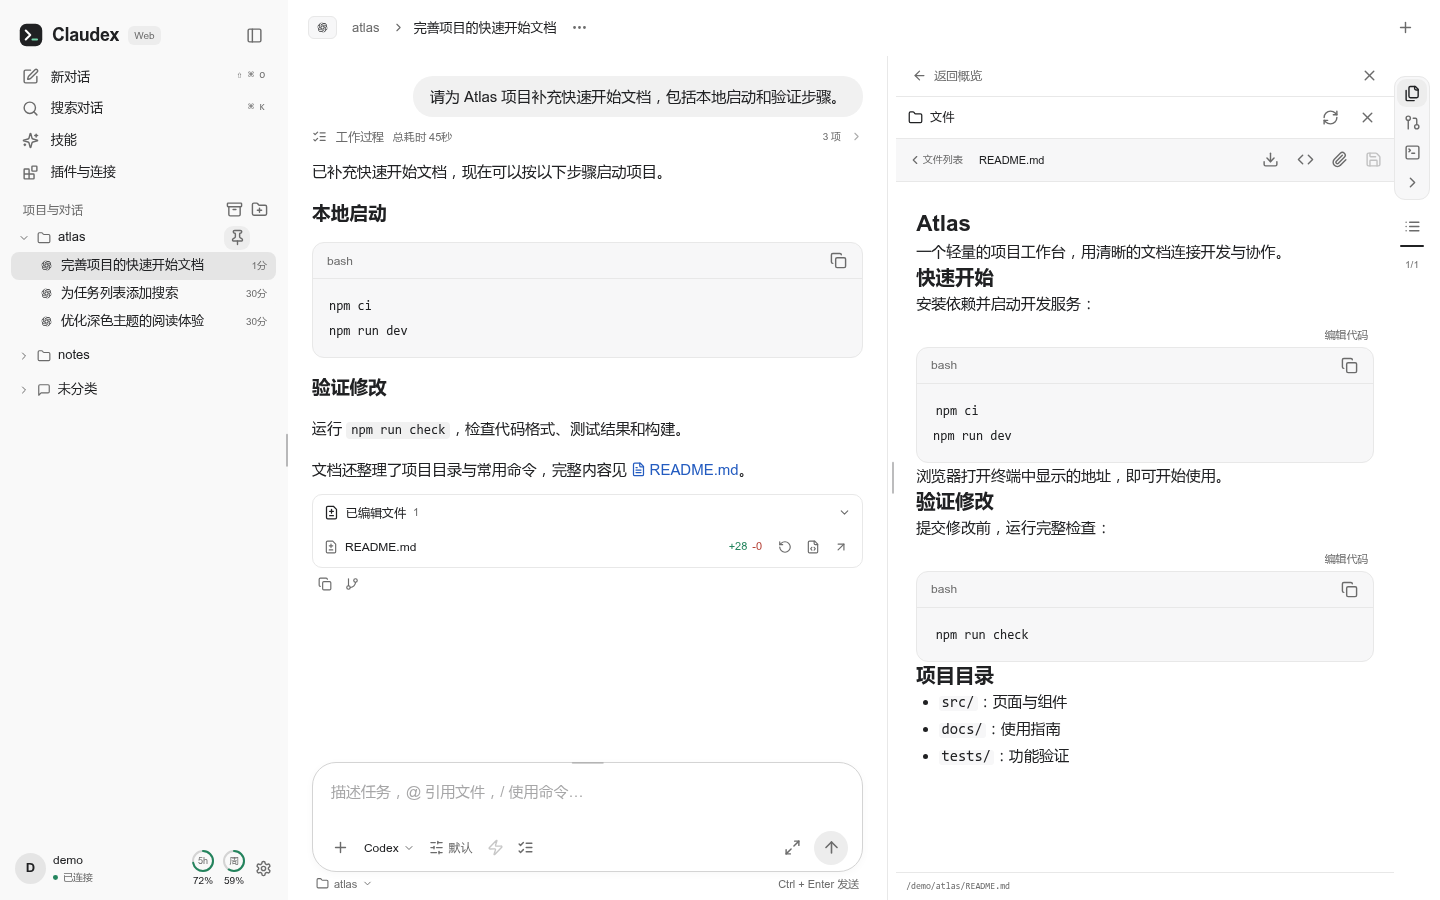 Claudex
Web
新对话
⇧ ⌘ O
搜索对话
⌘ K
技能
插件与连接
项目与对话
atlas
完善项目的快速开始文档
1分
为任务列表添加搜索
30分
优化深色主题的阅读体验
30分
notes
未分类
D
demo
已连接
5h
72%
周
59%
atlas
完善项目的快速开始文档
请为 Atlas 项目补充快速开始文档，包括本地启动和验证步骤。
工作过程 总耗时 45秒
3 项
已补充快速开始文档，现在可以按以下步骤启动项目。
本地启动
bash
npm ci
npm run dev
验证修改
运行 npm run check ，检查代码格式、测试结果和构建。
文档还整理了项目目录与常用命令，完整内容见 README.md。
已编辑文件 1
README.md
+28 -0
描述任务，@ 引用文件，/ 使用命令…
Codex
默认
atlas
Ctrl + Enter 发送
返回概览
文件
文件列表
README.md
Atlas
一个轻量的项目工作台，用清晰的文档连接开发与协作。
快速开始
安装依赖并启动开发服务：
编辑代码
bash
npm ci
npm run dev
浏览器打开终端中显示的地址，即可开始使用。
验证修改
提交修改前，运行完整检查：
编辑代码
bash
npm run check
项目目录
src/ ：页面与组件
docs/ ：使用指南
tests/ ：功能验证
/demo/atlas/README.md
1/1